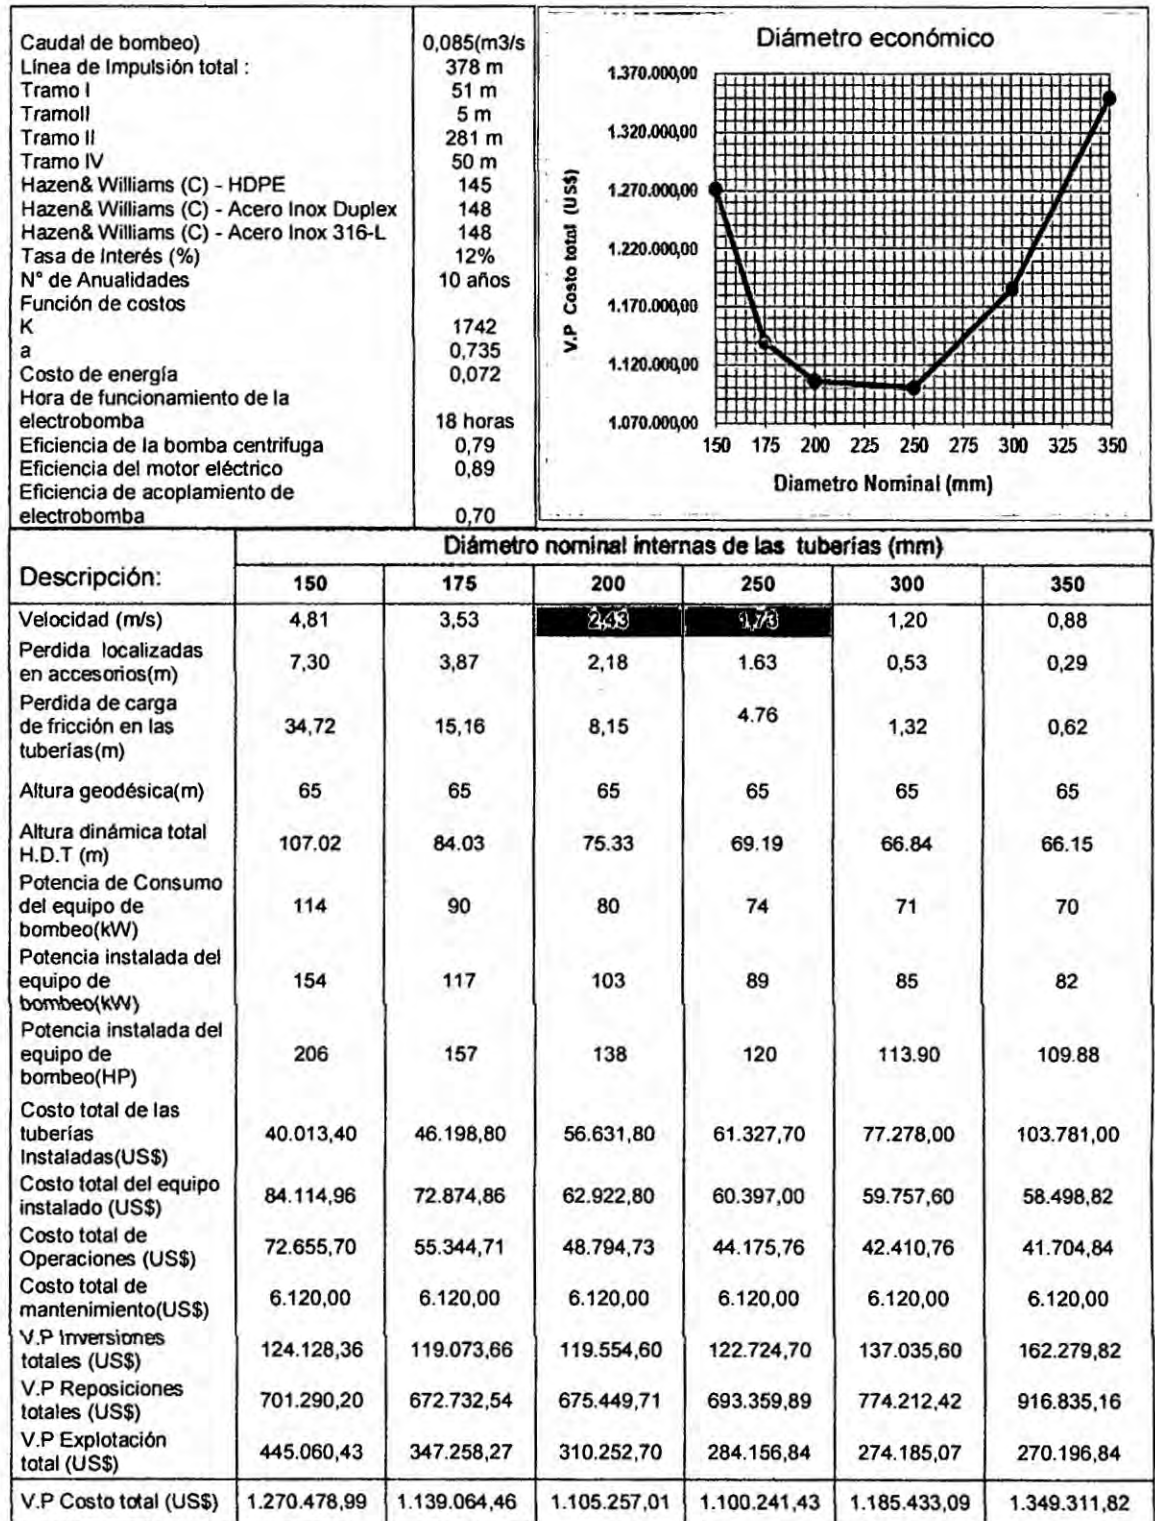 Caudal de bombeo) 0,085(m3/s
Línea de Impulsión total : 378 m
Tramo I 51 m
TramoII 5 m
Tramo II 281 m
Tramo IV 50 m
Hazen& Williams (C) - HDPE 145
Hazen& Williams (C) - Acero Inox Duplex 148
Hazen& Williams (C) - Acero Inox 316-L 148
Tasa de Interés (%) 12%
N° de Anualidades 10 años
Función de costos
K 1742
a 0,735
Costo de energía 0,072
Hora de funcionamiento de la
electrobomba 18 horas
Eficiencia de la bomba centrifuga 0,79
Eficiencia del motor eléctrico 0,89
Eficiencia de acoplamiento de
electrobomba 0,70
Diámetro económico
V.P Costo total (US$)
1.370.000,00
1.320.000,00
1.270.000,00
1.220.000,00
1.170.000,00
1.120.000,00
1.070.000,00
150 175 200 225 250 275 300 325 350
Diametro Nominal (mm)
Descripción:
Diámetro nominal internas de las tuberías (mm)
150 175 200 250 300 350
Velocidad (m/s) 4,81 3,53 2,43 1,73 1,20 0,88
Perdida localizadas
en accesorios(m) 7,30 3,87 2,18 1.63 0,53 0,29
Perdida de carga
de fricción en las
tuberías(m) 34,72 15,16 8,15 4.76 1,32 0,62
Altura geodésica(m) 65 65 65 65 65 65
Altura dinámica total
H.D.T (m) 107.02 84.03 75.33 69.19 66.84 66.15
Potencia de Consumo
del equipo de
bombeo(kW) 114 90 80 74 71 70
Potencia instalada del
equipo de
bombeo(kW) 154 117 103 89 85 82
Potencia instalada del
equipo de
bombeo(HP) 206 157 138 120 113.90 109.88
Costo total de las
tuberías
Instaladas(US$) 40.013,40 46.198,80 56.631,80 61.327,70 77.278,00 103.781,00
Costo total del equipo
instalado (US$) 84.114,96 72.874,86 62.922,80 60.397,00 59.757,60 58.498,82
Costo total de
Operaciones (US$) 72.655,70 55.344,71 48.794,73 44.175,76 42.410,76 41.704,84
Costo total de
mantenimiento(US$) 6.120,00 6.120,00 6.120,00 6.120,00 6.120,00 6.120,00
V.P Inversiones
totales (US$) 124.128,36 119.073,66 119.554,60 122.724,70 137.035,60 162.279,82
V.P Reposiciones
totales (US$) 701.290,20 672.732,54 675.449,71 693.359,89 774.212,42 916.835,16
V.P Explotación
total (US$) 445.060,43 347.258,27 310.252,70 284.156,84 274.185,07 270.196,84
V.P Costo total (US$) 1.270.478,99 1.139.064,46 1.105.257,01 1.100.241,43 1.185.433,09 1.349.311,82